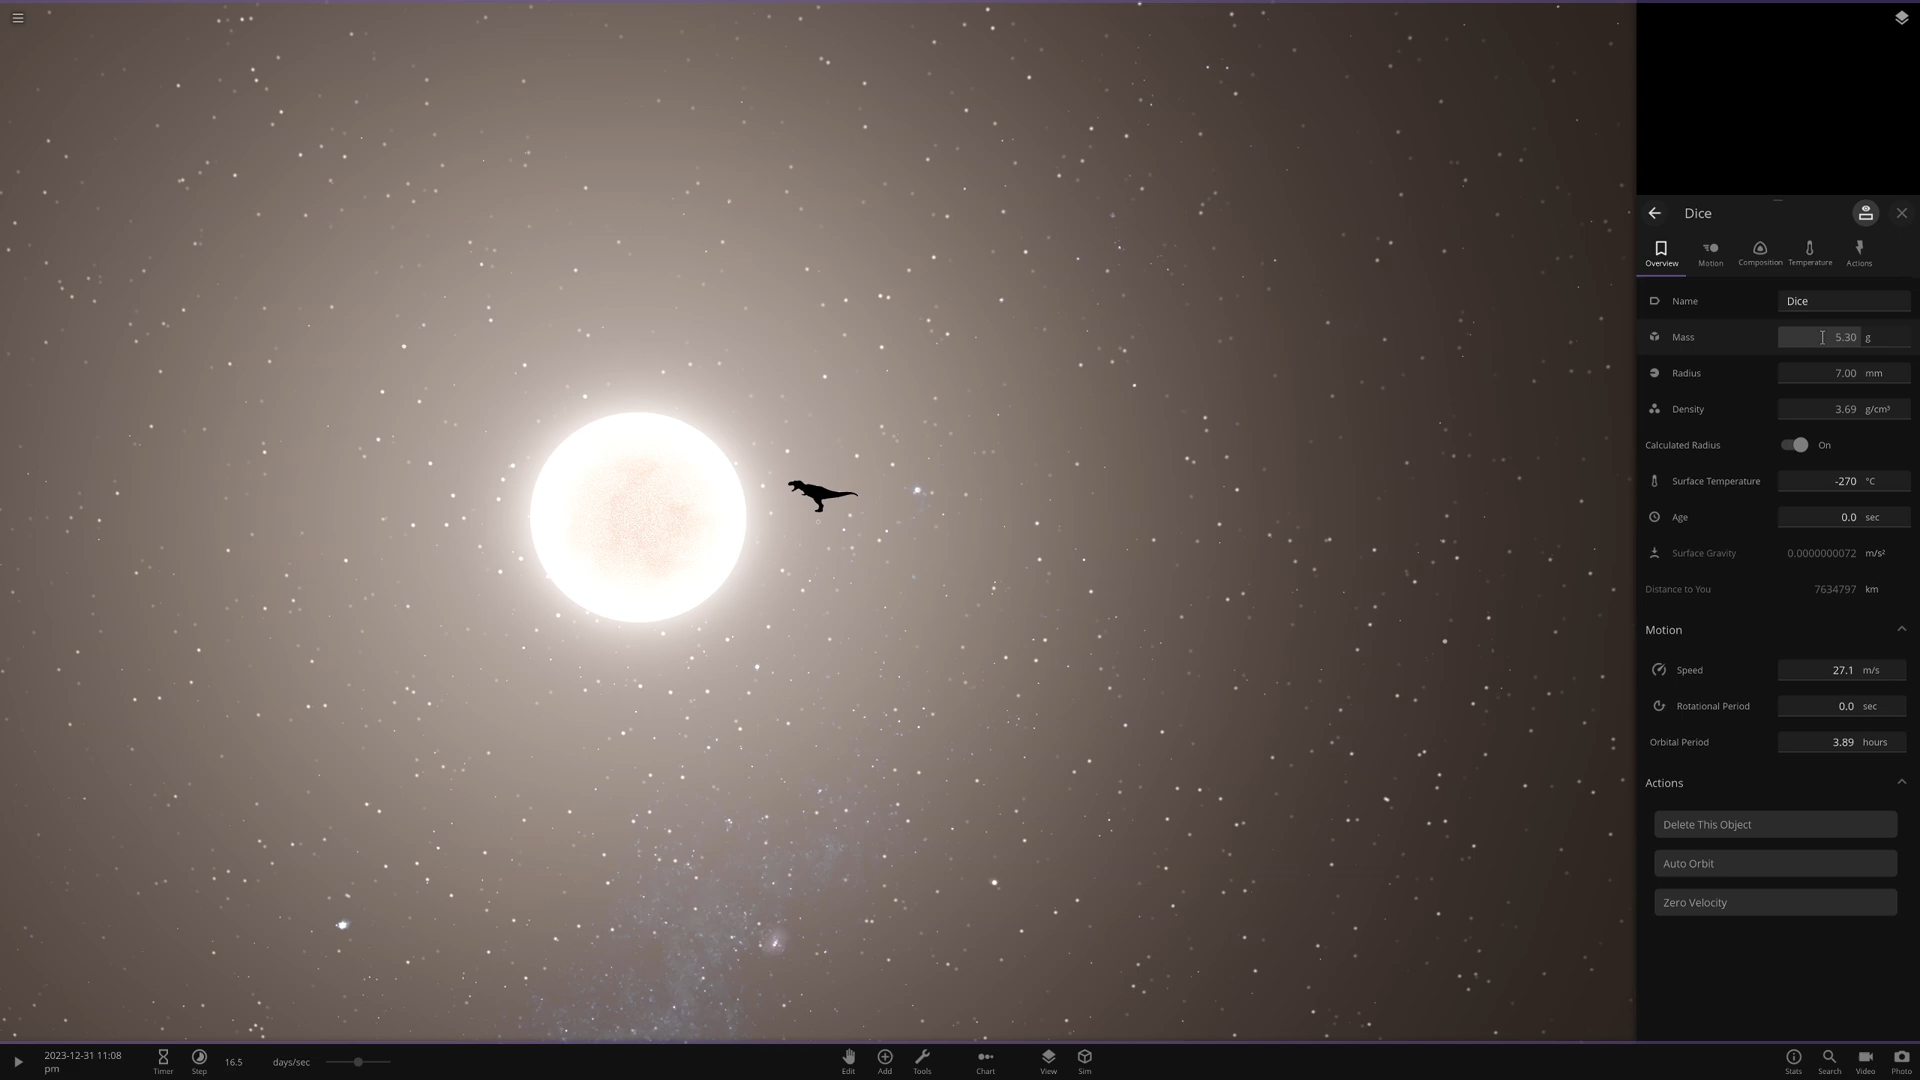 Dice
Overview
Motion
Composition
Temperature
Actions
Name Dice
Mass 5.30 g
Radius 7.00 mm
Density 3.69 g/cm³
Calculated Radius On
Surface Temperature -270 °C
Age 0.0 sec
Surface Gravity 0.0000000072 m/s²
Distance to You 7634797 km
Motion
Speed 27.1 m/s
Rotational Period 0.0 sec
Orbital Period 3.89 hours
Actions
Delete This Object
Auto Orbit
Zero Velocity
2023-12-31 11:08
pm
Timer
Step
16.5 days/sec
Edit
Add
Tools
Chart
View
Sim
Stats
Search
Video
Photo